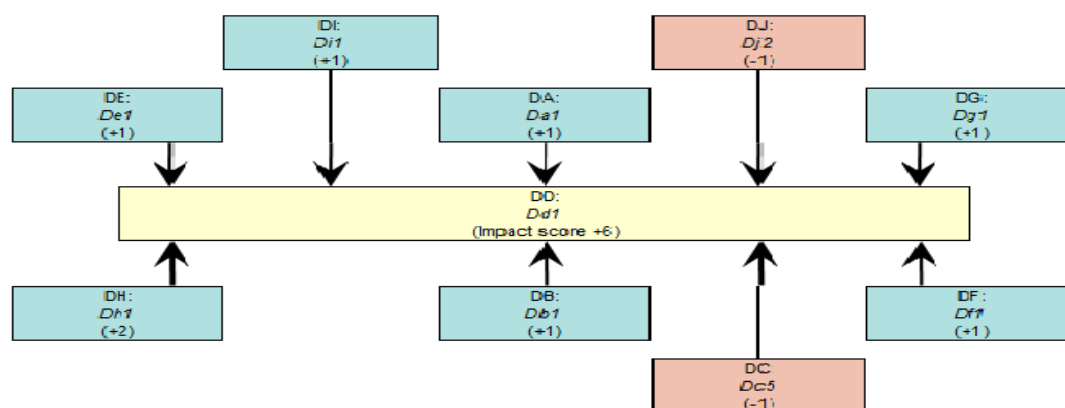 DI:
Di1
(+1)
DJ:
Dj2
(-1)
DE:
De1
(+1)
DA:
Da1
(+1)
DG:
Dg1
(+1)
DD:
Dd1
(Impact score +6)
DH:
Dh1
(+2)
DB:
Db1
(+1)
DF:
Df1
(+1)
DC:
Dc5
(-1)